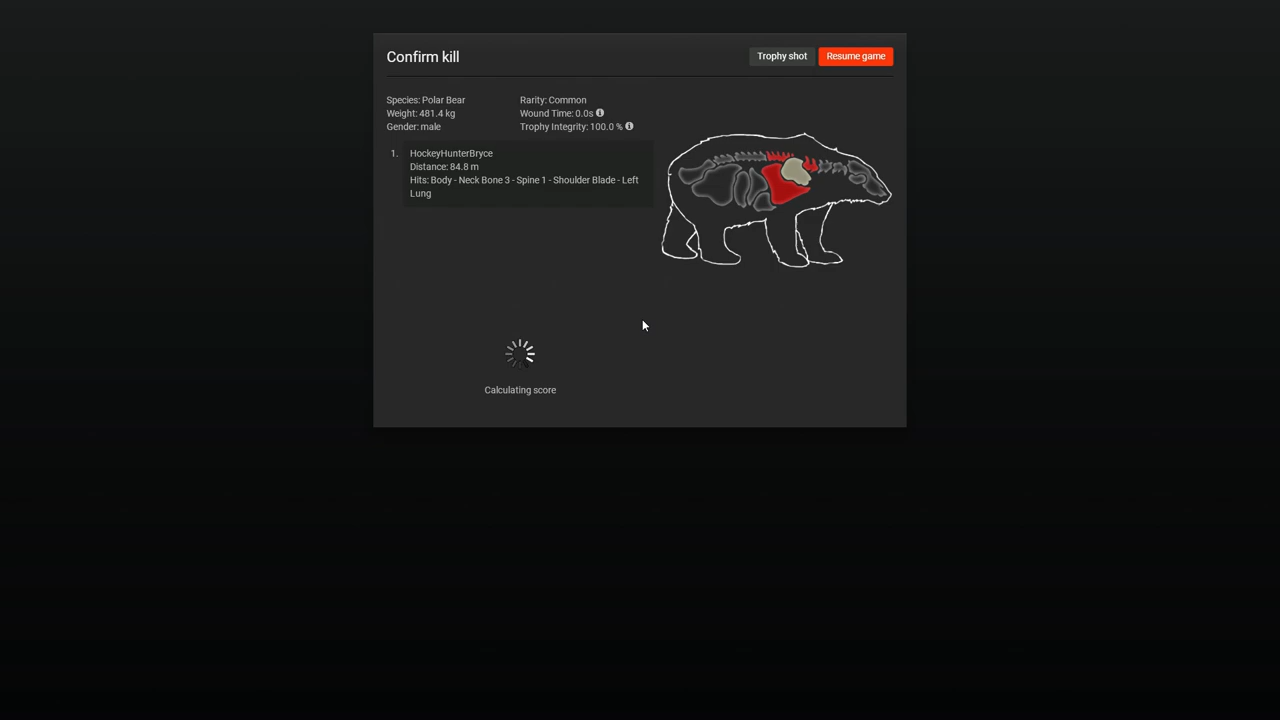 Confirm kill
Trophy shot
Resume game
Species: Polar Bear
Rarity: Common
Weight: 481.4 kg
Wound Time: 0.0s
Gender: male
Trophy Integrity: 100.0 %
1.
HockeyHunterBryce
Distance: 84.8 m
Hits: Body - Neck Bone 3 - Spine 1 - Shoulder Blade - Left
Lung
Calculating score